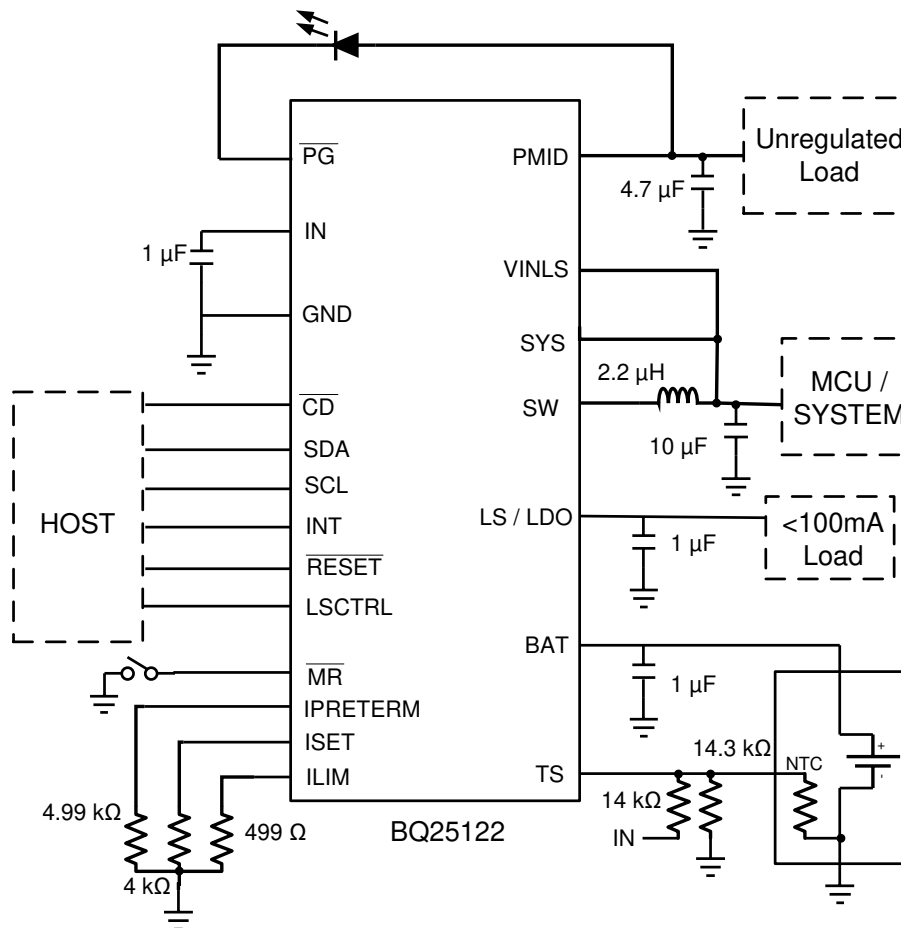 PG
PMID
Unregulated
Load
4.7 µF
IN
1 µF
VINLS
GND
SYS
2.2 µH
MCU /
SYSTEM
CD
SW
10 µF
SDA
SCL
HOST
INT
LS / LDO
<100mA
Load
1 µF
RESET
LSCTRL
BAT
MR
1 µF
IPRETERM
ISET
14.3 kΩ
ILIM
TS
NTC
+
-
4.99 kΩ
14 kΩ
499 Ω
BQ25122
IN
4 kΩ